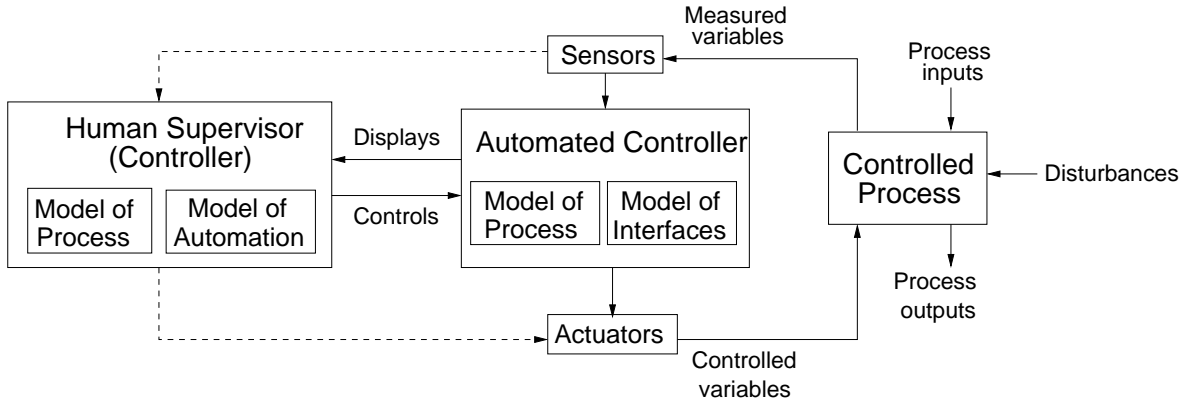 Measured
variables
Sensors
Process
inputs
Human Supervisor
(Controller)
Displays
Automated Controller
Controlled
Process
Disturbances
Controls
Model of
Process
Model of
Automation
Model of
Process
Model of
Interfaces
Process
outputs
Actuators
Controlled
variables